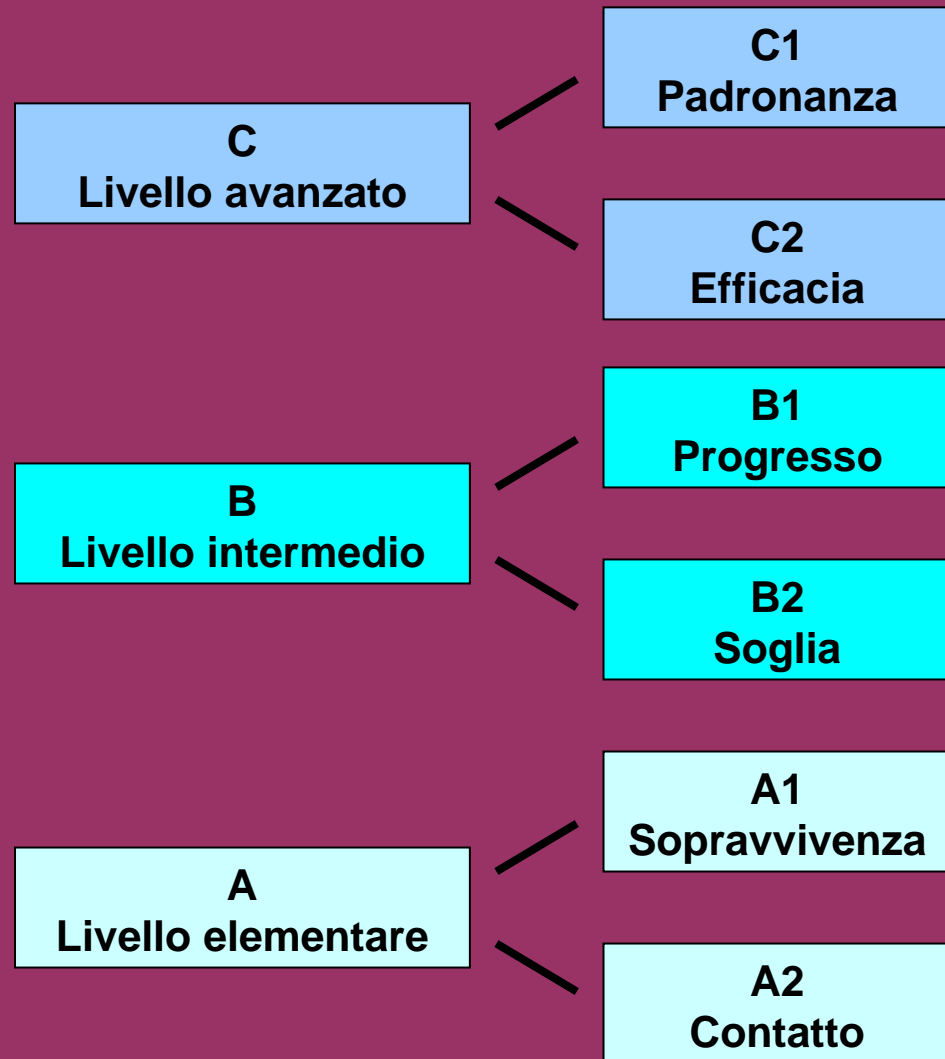 C
Livello avanzato
C1
Padronanza
C2
Efficacia
B
Livello intermedio
B1
Progresso
B2
Soglia
A
Livello elementare
A1
Sopravvivenza
A2
Contatto